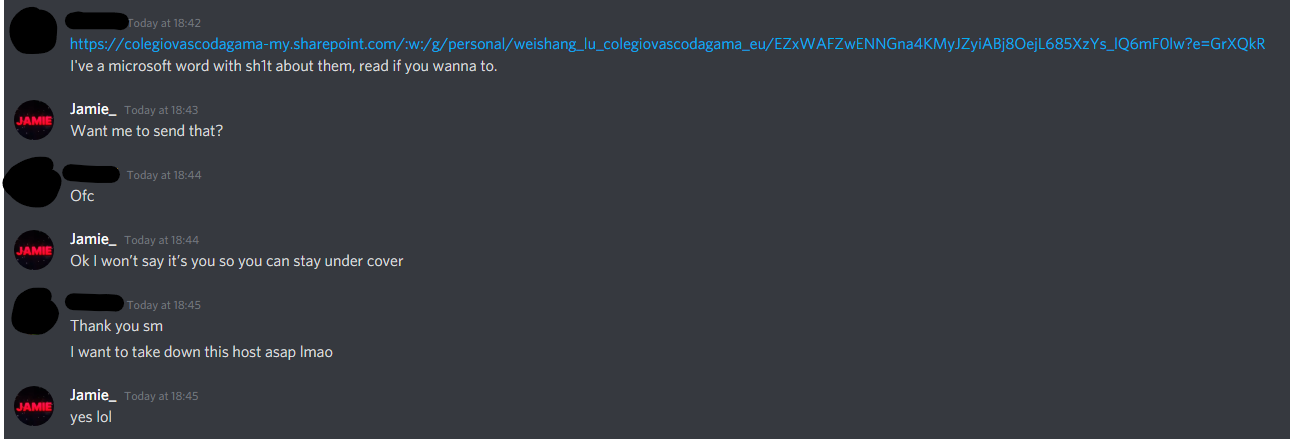 Today at 18:42
https://colegiovascodagama-my.sharepoint.com/:w:/g/personal/weishang_lu_colegiovascodagama_eu/EZxWAFZwENNGna4KMyJZyiABj8OejL685XzYs_lQ6mF0lw?e=GrXQkR
I've a microsoft word with sh1t about them, read if you wanna to.
JAMIE
Jamie_ Today at 18:43
Want me to send that?
Today at 18:44
Ofc
JAMIE
Jamie_ Today at 18:44
Ok I won’t say it’s you so you can stay under cover
Today at 18:45
Thank you sm
I want to take down this host asap lmao
JAMIE
Jamie_ Today at 18:45
yes lol